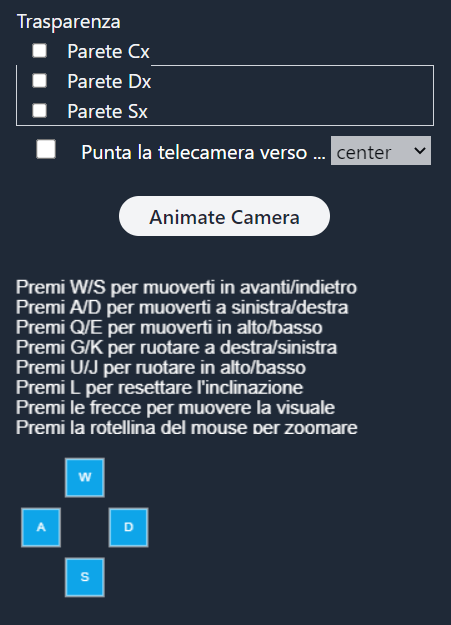 Trasparenza
Parete Cx
Parete Dx
Parete Sx
Punta la telecamera verso ... center
Animate Camera
Premi W/S per muoverti in avanti/indietro
Premi A/D per muoverti a sinistra/destra
Premi Q/E per muoverti in alto/basso
Premi G/K per ruotare a destra/sinistra
Premi U/J per ruotare in alto/basso
Premi L per resettare l'inclinazione
Premi le frecce per muovere la visuale
Premi la rotellina del mouse per zoomare
W
A D
S